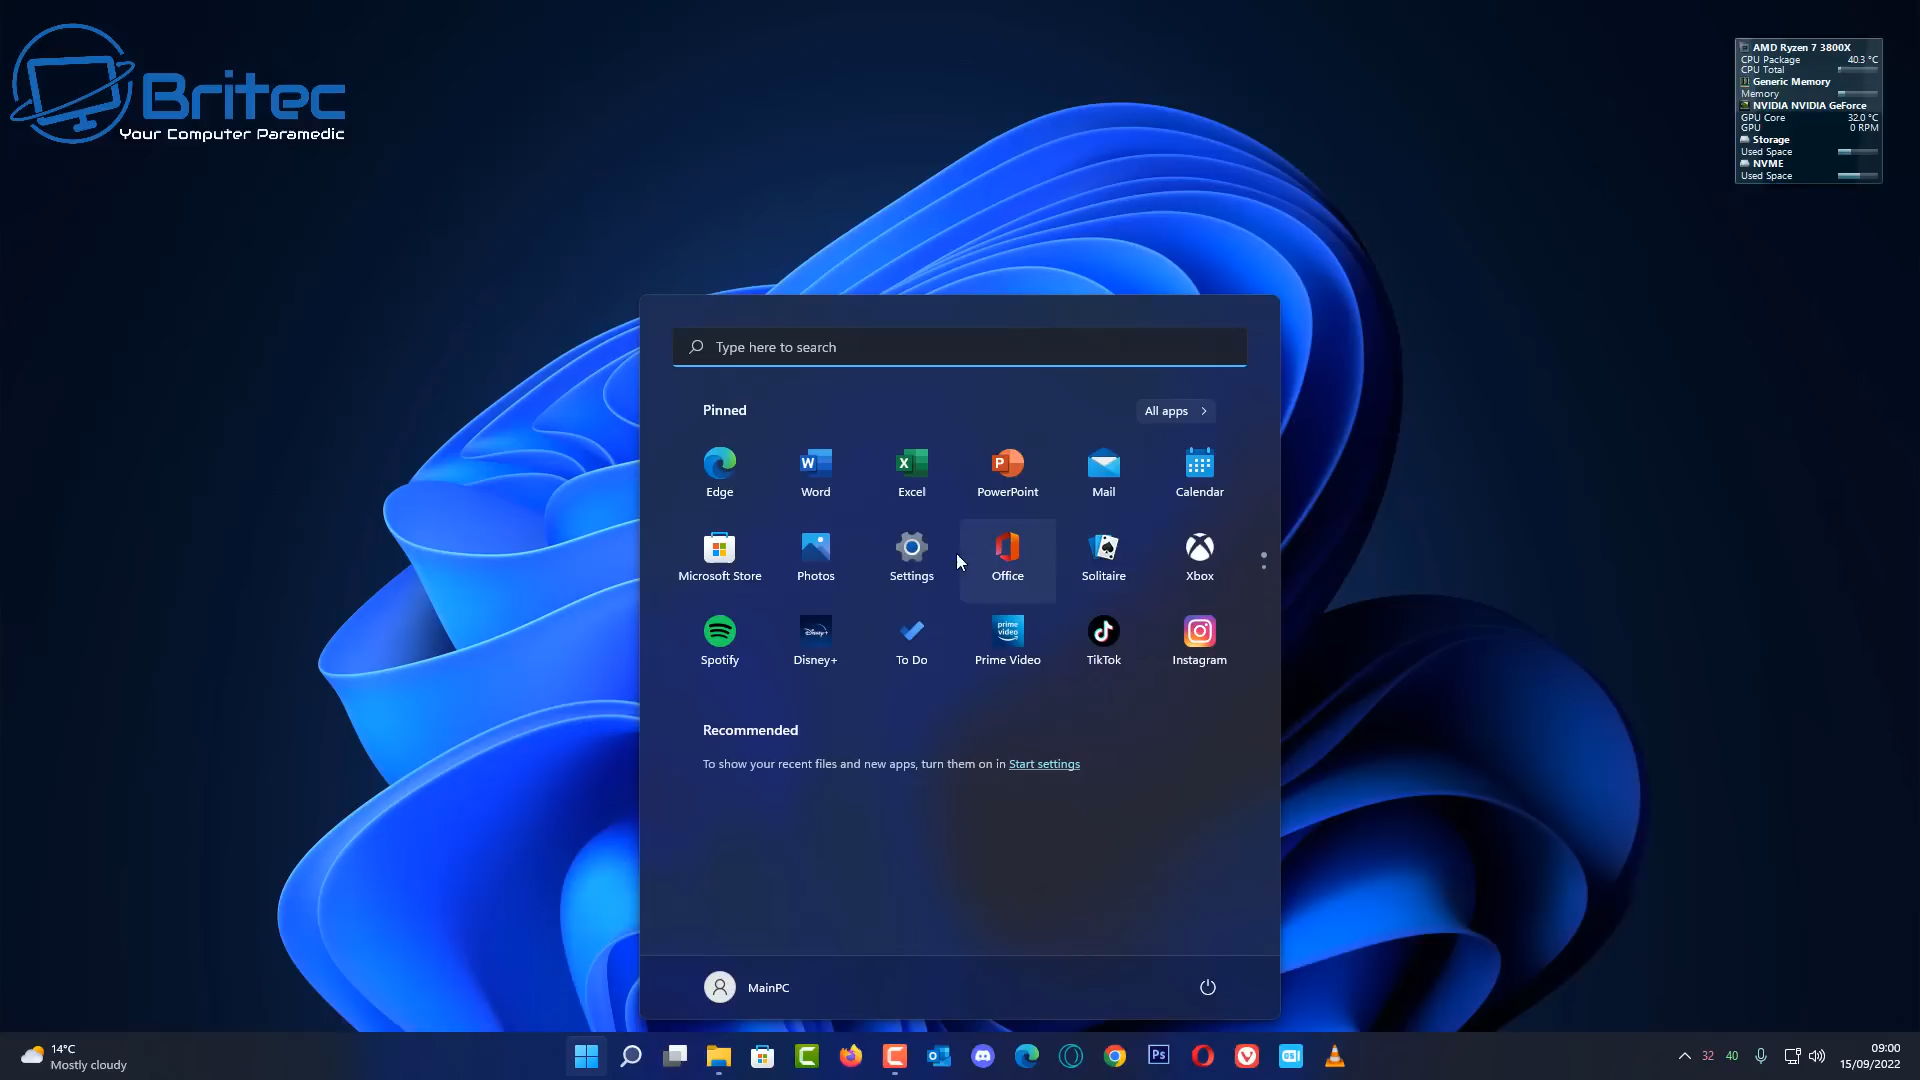 Britec
Your Computer Paramedic
AMD Ryzen 7 3800X
CPU Package 40.3 °C
CPU Total
Generic Memory
Memory
NVIDIA NVIDIA GeForce
GPU Core 32.0 °C
GPU 0 RPM
Storage
Used Space
NVME
Used Space
Type here to search
Pinned All apps
Edge Word Excel PowerPoint Mail Calendar
Microsoft Store Photos Settings Office Solitaire Xbox
Spotify Disney+ To Do Prime Video TikTok Instagram
Recommended
To show your recent files and new apps, turn them on in Start settings
MainPC
14°C
Mostly cloudy
32 40
09:00
15/09/2022